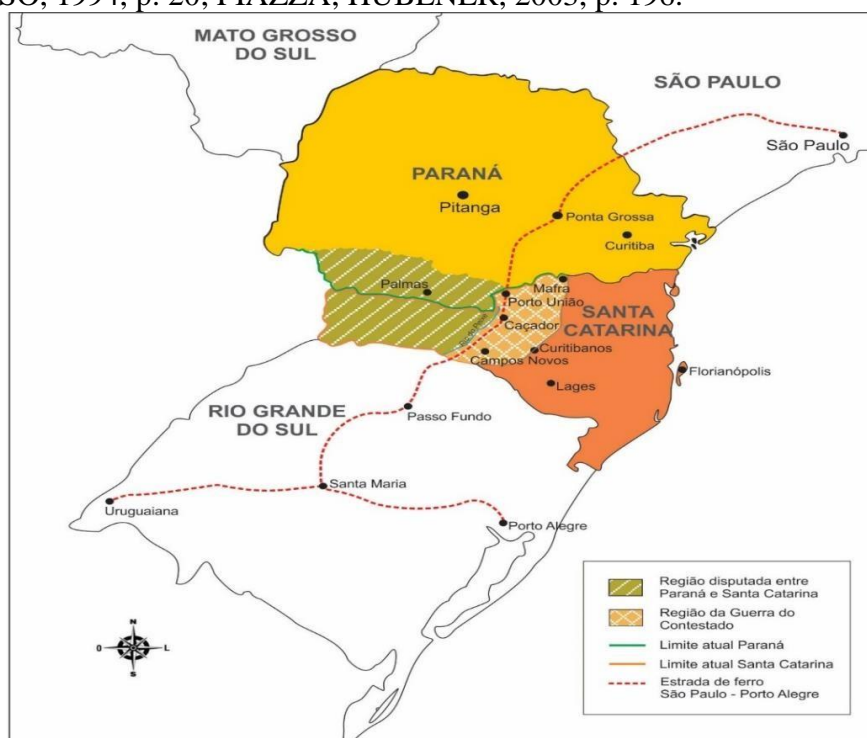 SO, 1994, p. 20; PIAZZA; HÜBENER, 2003, p. 196.
MATO GROSSO
DO SUL
SÃO PAULO
São Paulo
PARANÁ
Pitanga
Ponta Grossa
Curitiba
Palmas
Mafra
Porto União
SANTA
CATARINA
Caçador
Rio do Peixe
Curitibanos
Campos Novos
Florianópolis
Lages
RIO GRANDE
DO SUL
Passo Fundo
Santa Maria
Uruguaiana
Porto Alegre
Região disputada entre
Paraná e Santa Catarina
Região da Guerra do
Contestado
Limite atual Paraná
Limite atual Santa Catarina
Estrada de ferro
São Paulo - Porto Alegre
N
O
L
S